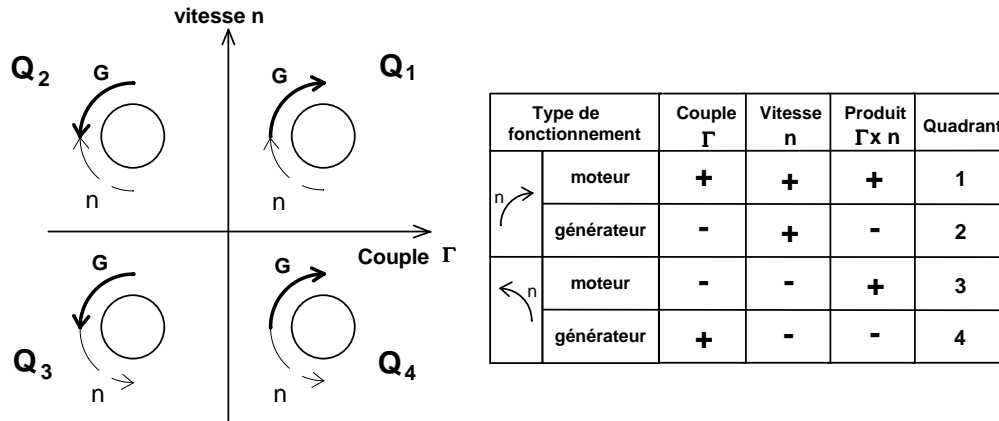 vitesse n
Q2
G
n
Q1
G
n
Couple Γ
Q3
G
n
Q4
G
n
Type de fonctionnement Couple Γ Vitesse n Produit Γx n Quadrant
n moteur + + + 1
générateur - + - 2
n moteur - - + 3
générateur + - - 4